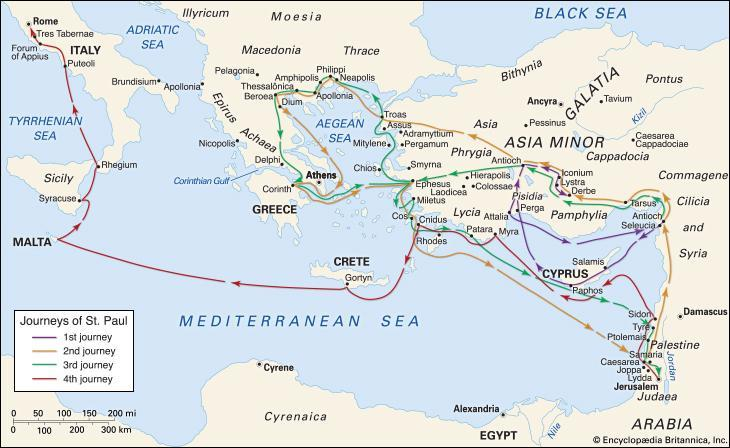 BLACK SEA
Illyricum
Moesia
Rome
Tres Tabernae
ADRIATIC
SEA
ITALY
Forum
of Appius
Puteoli
Macedonia
Thrace
Bithynia
GALATIA
Pontus
Pelagonia
Philippi
Amphipolis
Neapolis
Thessalônica
Beroea
Apollonia
Dium
Brundisium
Apollonia
Epirus
Achaea
AEGEAN
SEA
Troas
Assus
Adramytium
Mitylene
Pergamum
Asia
Ancyra
Tavium
Pessinus
Kizil
ASIA MINOR
Caesarea
Cappadociae
Cappadocia
Commagene
TYRRHENIAN
SEA
Nicopolis
Delphi
Corinthian Gulf
Athens
Corinth
GREECE
Chios
Smyrna
Phrygia
Antioch
Iconium
Lystra
Derbe
Ephesus
Hierapolis
Laodicea
Colossae
Miletus
Pisidia
Perga
Attalia
Pamphylia
Tarsus
Cilicia
and
Syria
Antioch
Seleucia
Rhegium
Sicily
Syracuse
MALTA
Cos
Cnidus
Rhodes
Lycia
Patara
Myra
CRETE
Gortyn
Salamis
CYPRUS
Paphos
Damascus
Sidon
Tyre
Ptolemais
Palestine
Samaria
Caesarea
Joppa
Lydda
Jerusalem
Jordan
Judaea
MEDITERRANEAN SEA
Journeys of St. Paul
1st journey
2nd journey
3rd journey
4th journey
0 50 100 200 mi
0 100 200 300 km
Cyrene
Cyrenaica
Alexandria
EGYPT
Nile
ARABIA
© Encyclopædia Britannica, Inc.